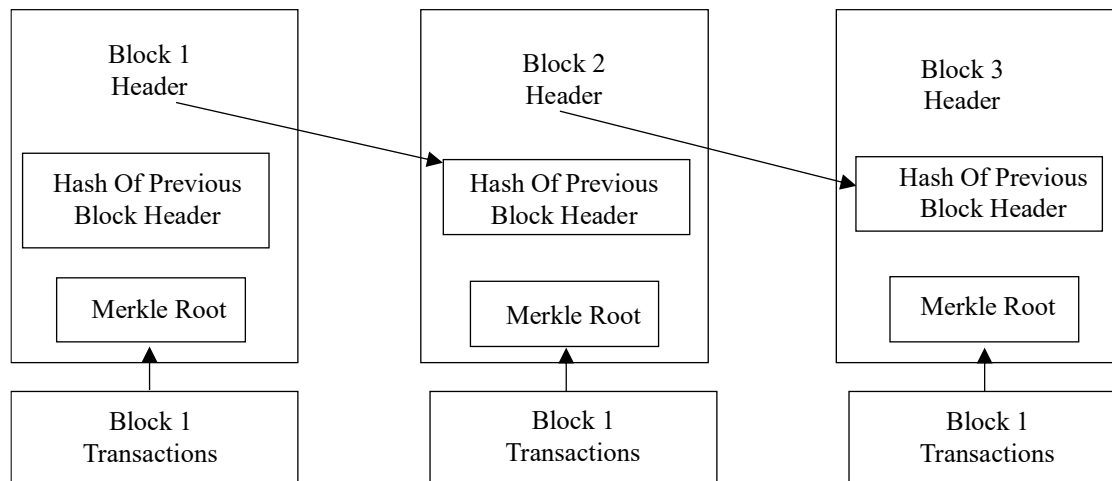 Block 1
Header
Hash Of Previous
Block Header
Merkle Root
Block 1
Transactions
Block 2
Header
Hash Of Previous
Block Header
Merkle Root
Block 1
Transactions
Block 3
Header
Hash Of Previous
Block Header
Merkle Root
Block 1
Transactions